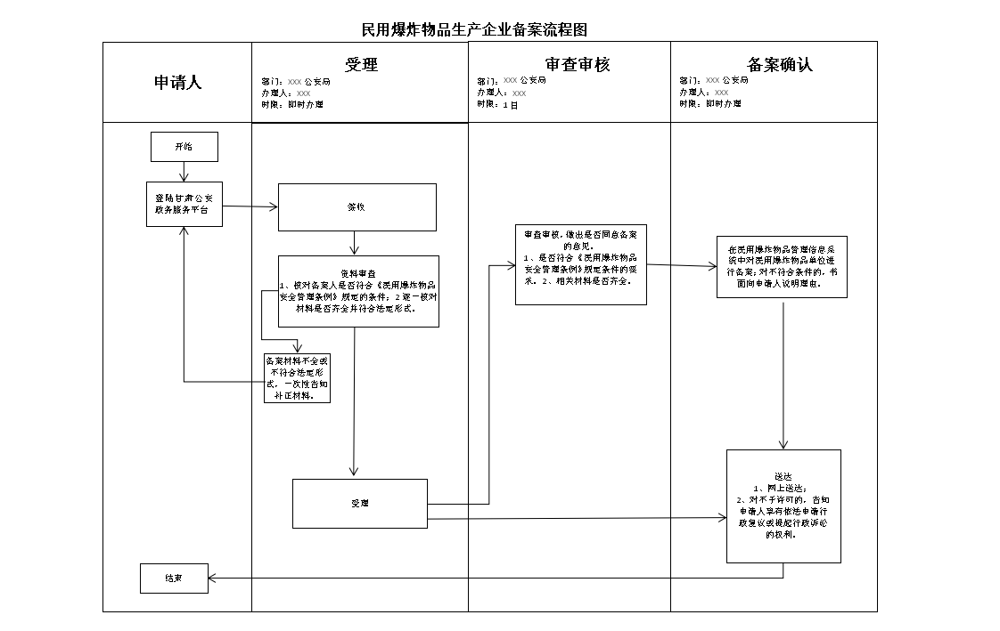 民用爆炸物品生产企业备案流程图
申请人
受理
部门：XXX 公安局
办理人：XXX
时限：即时办理
审查审核
部门：XXX 公安局
办理人：XXX
时限：1 日
备案确认
部门：XXX 公安局
办理人：XXX
时限：即时办理
开始
登陆甘肃公安
政务服务平台
签收
资料审查
1、核对备案人是否符合《民用爆炸物品
安全管理条例》规定的条件；2 逐一核对
材料是否齐全并符合法定形式。
备案材料不全或
不符合法定形
式，一次性告知
补正材料。
受理
审查审核，做出是否同意备案
的意见。
1、是否符合《民用爆炸物品
安全管理条例》规定条件的要
求。2、相关材料是否齐全。
在民用爆炸物品管理信息系
统中对民用爆炸物品单位进
行备案；对不符合条件的，书
面向申请人说明理由。
送达
1、网上送达；
2、对不予许可的，告知
申请人享有依法申请行
政复议或提起行政诉讼
的权利。
结束